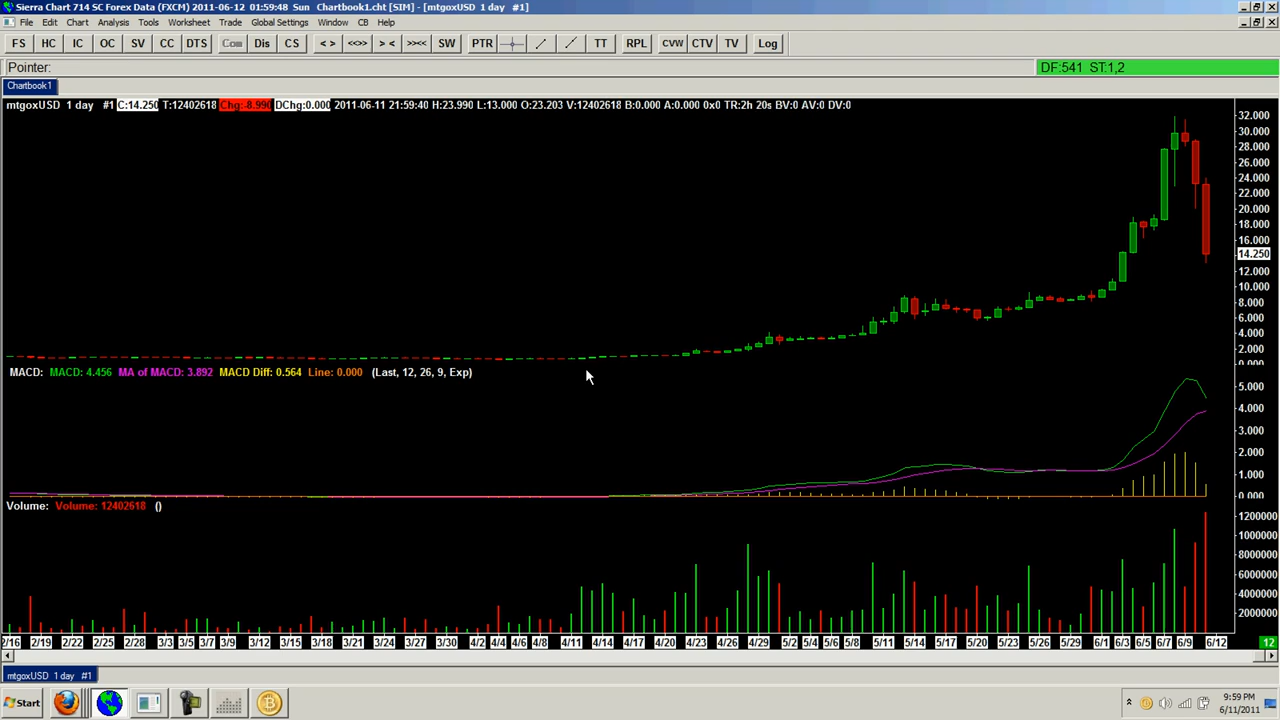 Sierra Chart 714 SC Forex Data (FXCM) 2011-06-12 01:59:48 Sun Chartbook1.cht [SIM] - [mtgoxUSD 1 day #1]
File Edit Chart Analysis Tools Worksheet Trade Global Settings Window CB Help
FS HC IC OC SV CC DTS Com Dis CS < > <<>> > < >><< SW PTR TT RPL CVW CTV TV Log
Pointer: DF:541 ST:1,2
Chartbook1
mtgoxUSD 1 day #1 C:14.250 T:12402618 Chg:-8.990 DChg:0.000 2011-06-11 21:59:40 H:23.990 L:13.000 O:23.203 V:12402618 B:0.000 A:0.000 0x0 TR:2h 20s BV:0 AV:0 DV:0
32.000
30.000
28.000
26.000
24.000
22.000
20.000
18.000
16.000
14.250
12.000
10.000
8.000
6.000
4.000
2.000
0.000
MACD: MACD: 4.456 MA of MACD: 3.892 MACD Diff: 0.564 Line: 0.000 (Last, 12, 26, 9, Exp)
5.000
4.000
3.000
2.000
1.000
0.000
Volume: Volume: 12402618 ()
1200000
1000000
8000000
6000000
4000000
2000000
2/16 2/19 2/22 2/25 2/28 3/3 3/5 3/7 3/9 3/12 3/15 3/18 3/21 3/24 3/27 3/30 4/2 4/4 4/6 4/8 4/11 4/14 4/17 4/20 4/23 4/26 4/29 5/2 5/4 5/6 5/8 5/11 5/14 5/17 5/20 5/23 5/26 5/29 6/1 6/3 6/5 6/7 6/9 6/12 12
mtgoxUSD 1 day #1
Start
9:59 PM
6/11/2011